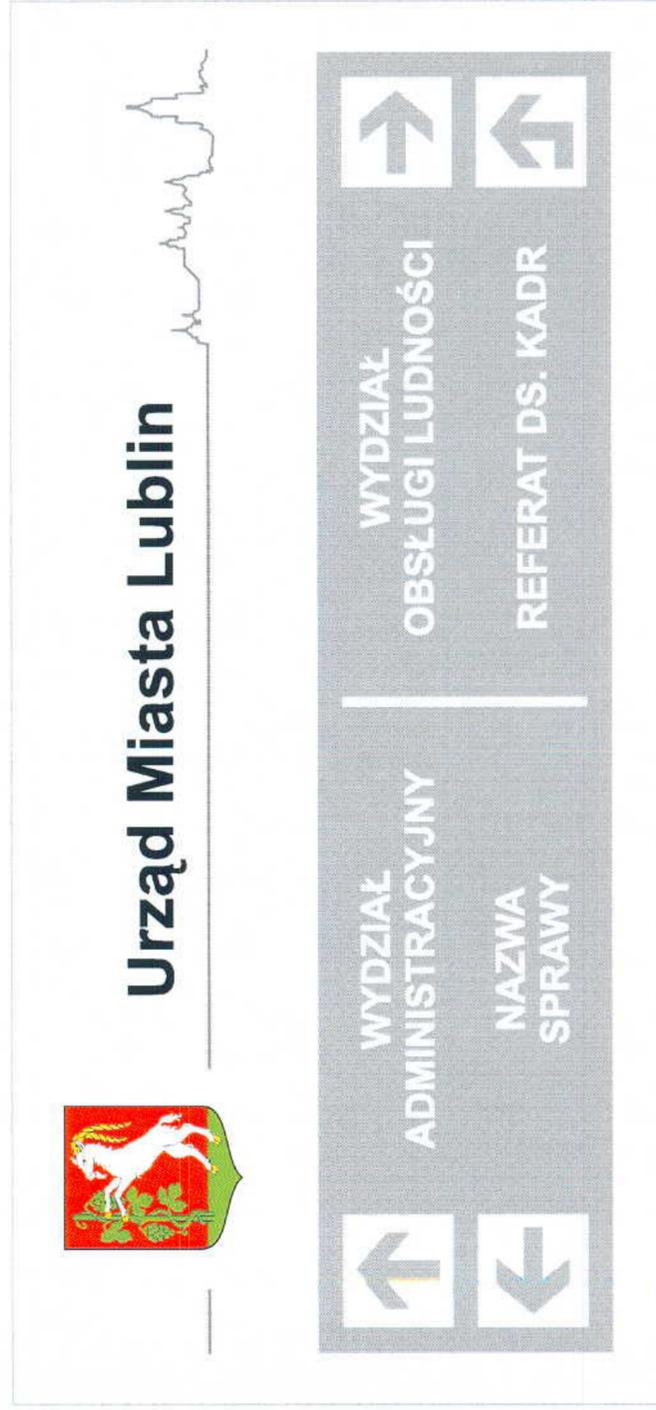 Urząd Miasta Lublin
WYDZIAŁ
ADMINISTRACYJNY
NAZWA
SPRAWY
WYDZIAŁ
OBSŁUGI LUDNOŚCI
REFERAT DS. KADR